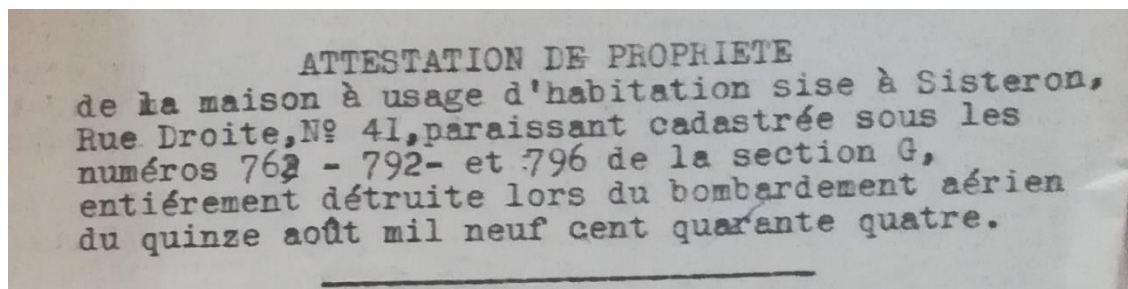 ATTESTATION DE PROPRIETE
de la maison à usage d'habitation sise à Sisteron,
Rue Droite,Nº 41,paraissant cadastrée sous les
numéros 762 - 792- et 796 de la section G,
entiérement détruite lors du bombardement aérien
du quinze août mil neuf cent quarante quatre.